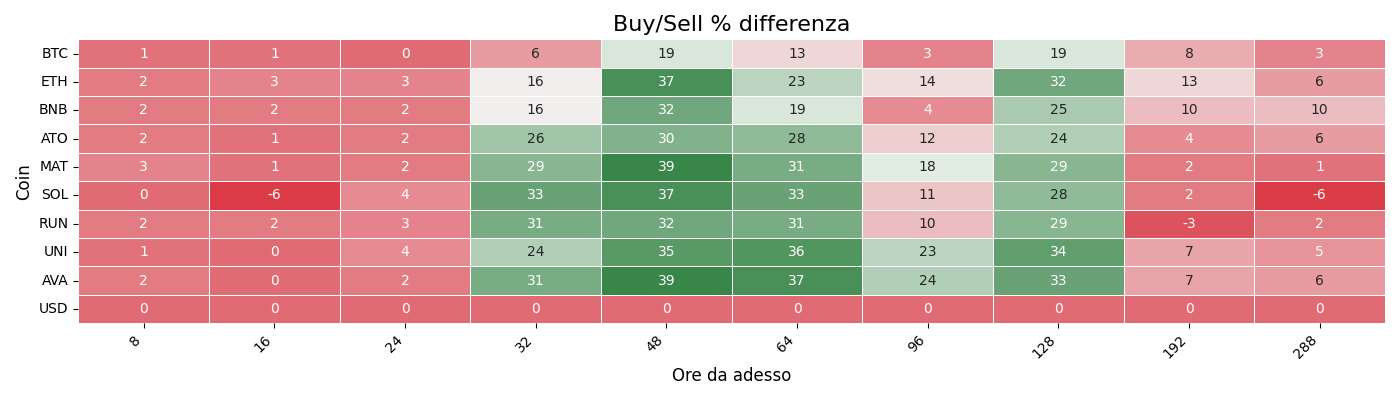 Buy/Sell % differenza
Coin
BTC 1 1 0 6 19 13 3 19 8 3
ETH 2 3 3 16 37 23 14 32 13 6
BNB 2 2 2 16 32 19 4 25 10 10
ATO 2 1 2 26 30 28 12 24 4 6
MAT 3 1 2 29 39 31 18 29 2 1
SOL 0 -6 4 33 37 33 11 28 2 -6
RUN 2 2 3 31 32 31 10 29 -3 2
UNI 1 0 4 24 35 36 23 34 7 5
AVA 2 0 2 31 39 37 24 33 7 6
USD 0 0 0 0 0 0 0 0 0 0
8 16 24 32 48 64 96 128 192 288
Ore da adesso